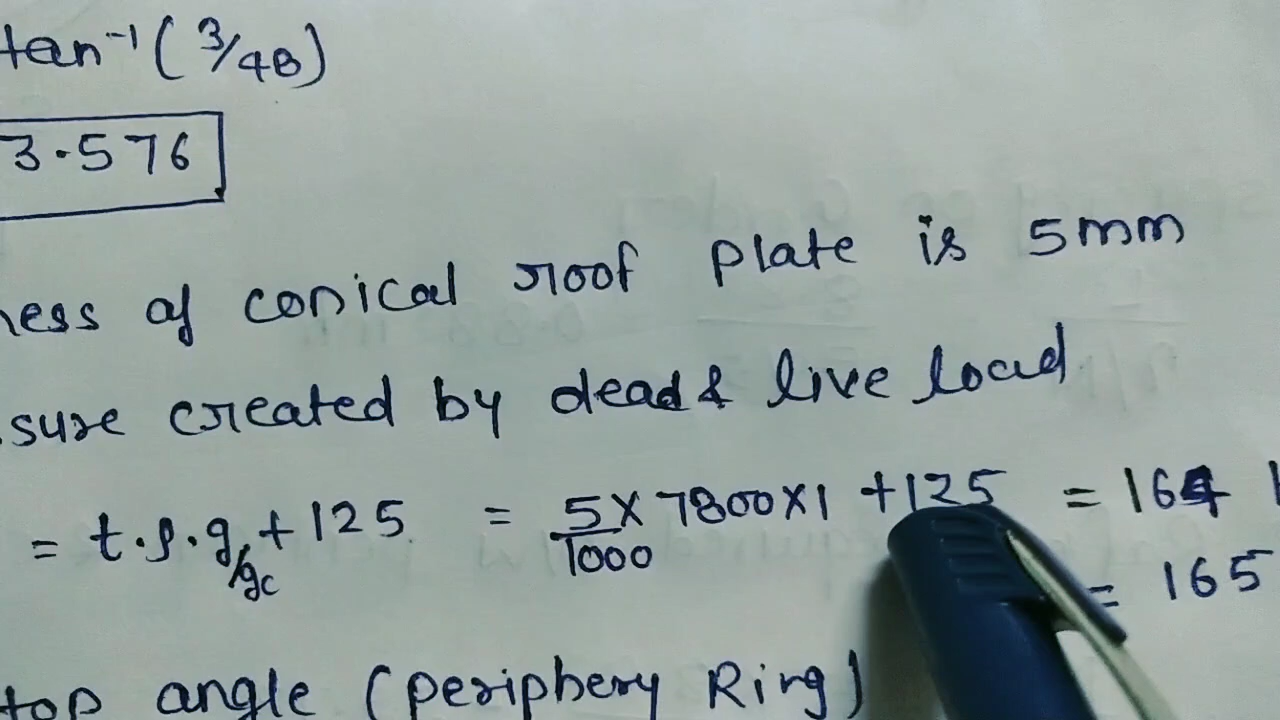 tan⁻¹ (3/48)
3.576
ness of conical roof plate is 5mm
sure created by dead & live load
= t.ρ.g/gc + 125 = 5/1000 × 7800 × 1 + 125 = 164
= 165
top angle (periphery Ring)